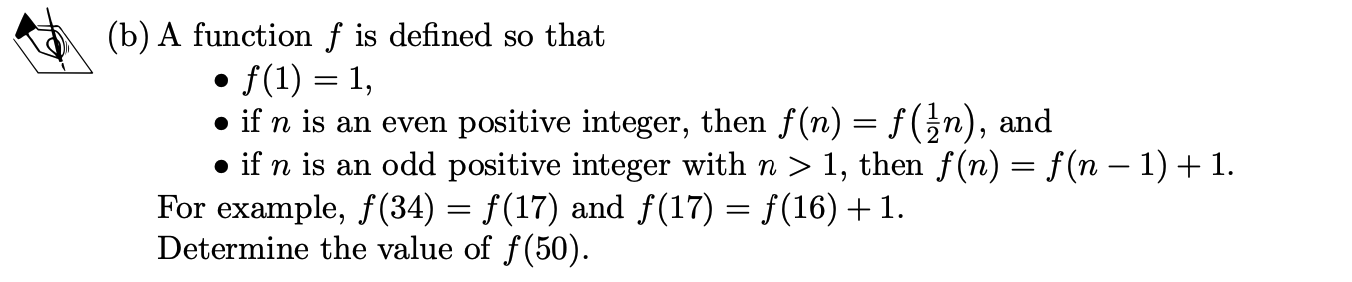 (b) A function f is defined so that
• f(1) = 1,
• if n is an even positive integer, then f(n) = f(½n), and
• if n is an odd positive integer with n > 1, then f(n) = f(n − 1) + 1.
For example, f(34) = f(17) and f(17) = f(16) + 1.
Determine the value of f(50).